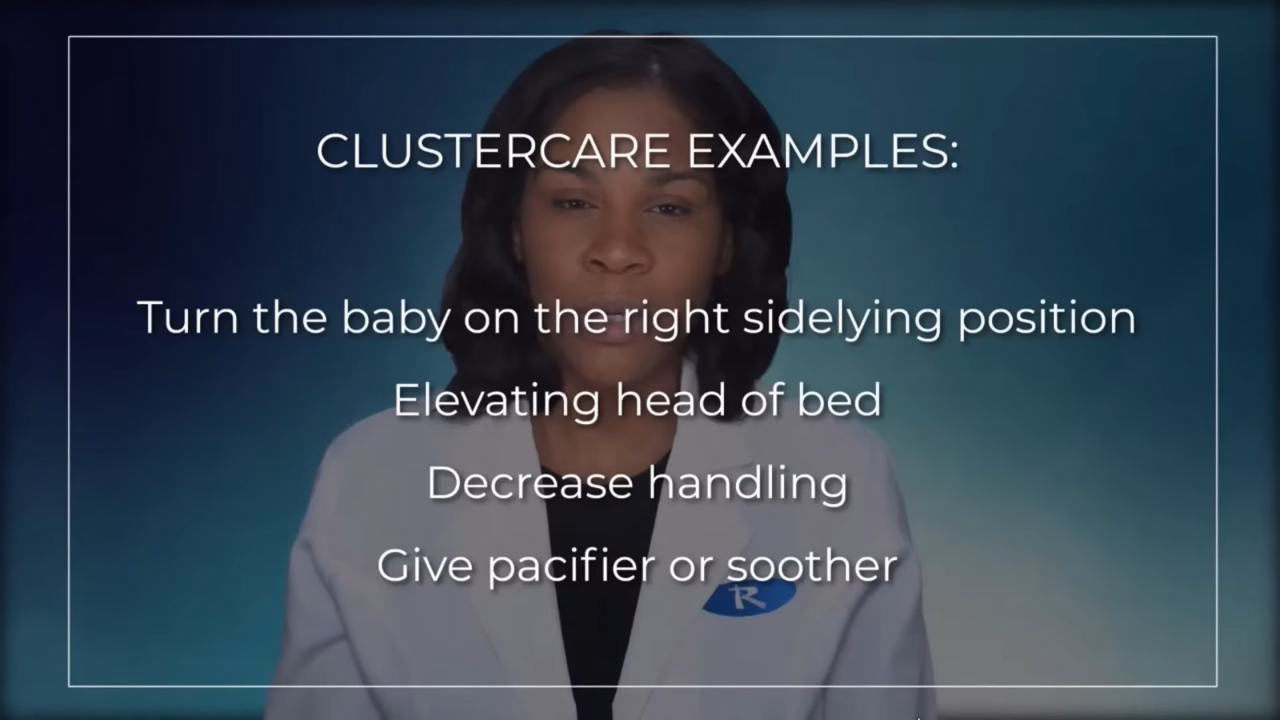 CLUSTERCARE EXAMPLES:
Turn the baby on the right sidelying position
Elevating head of bed
Decrease handling
Give pacifier or soother
R